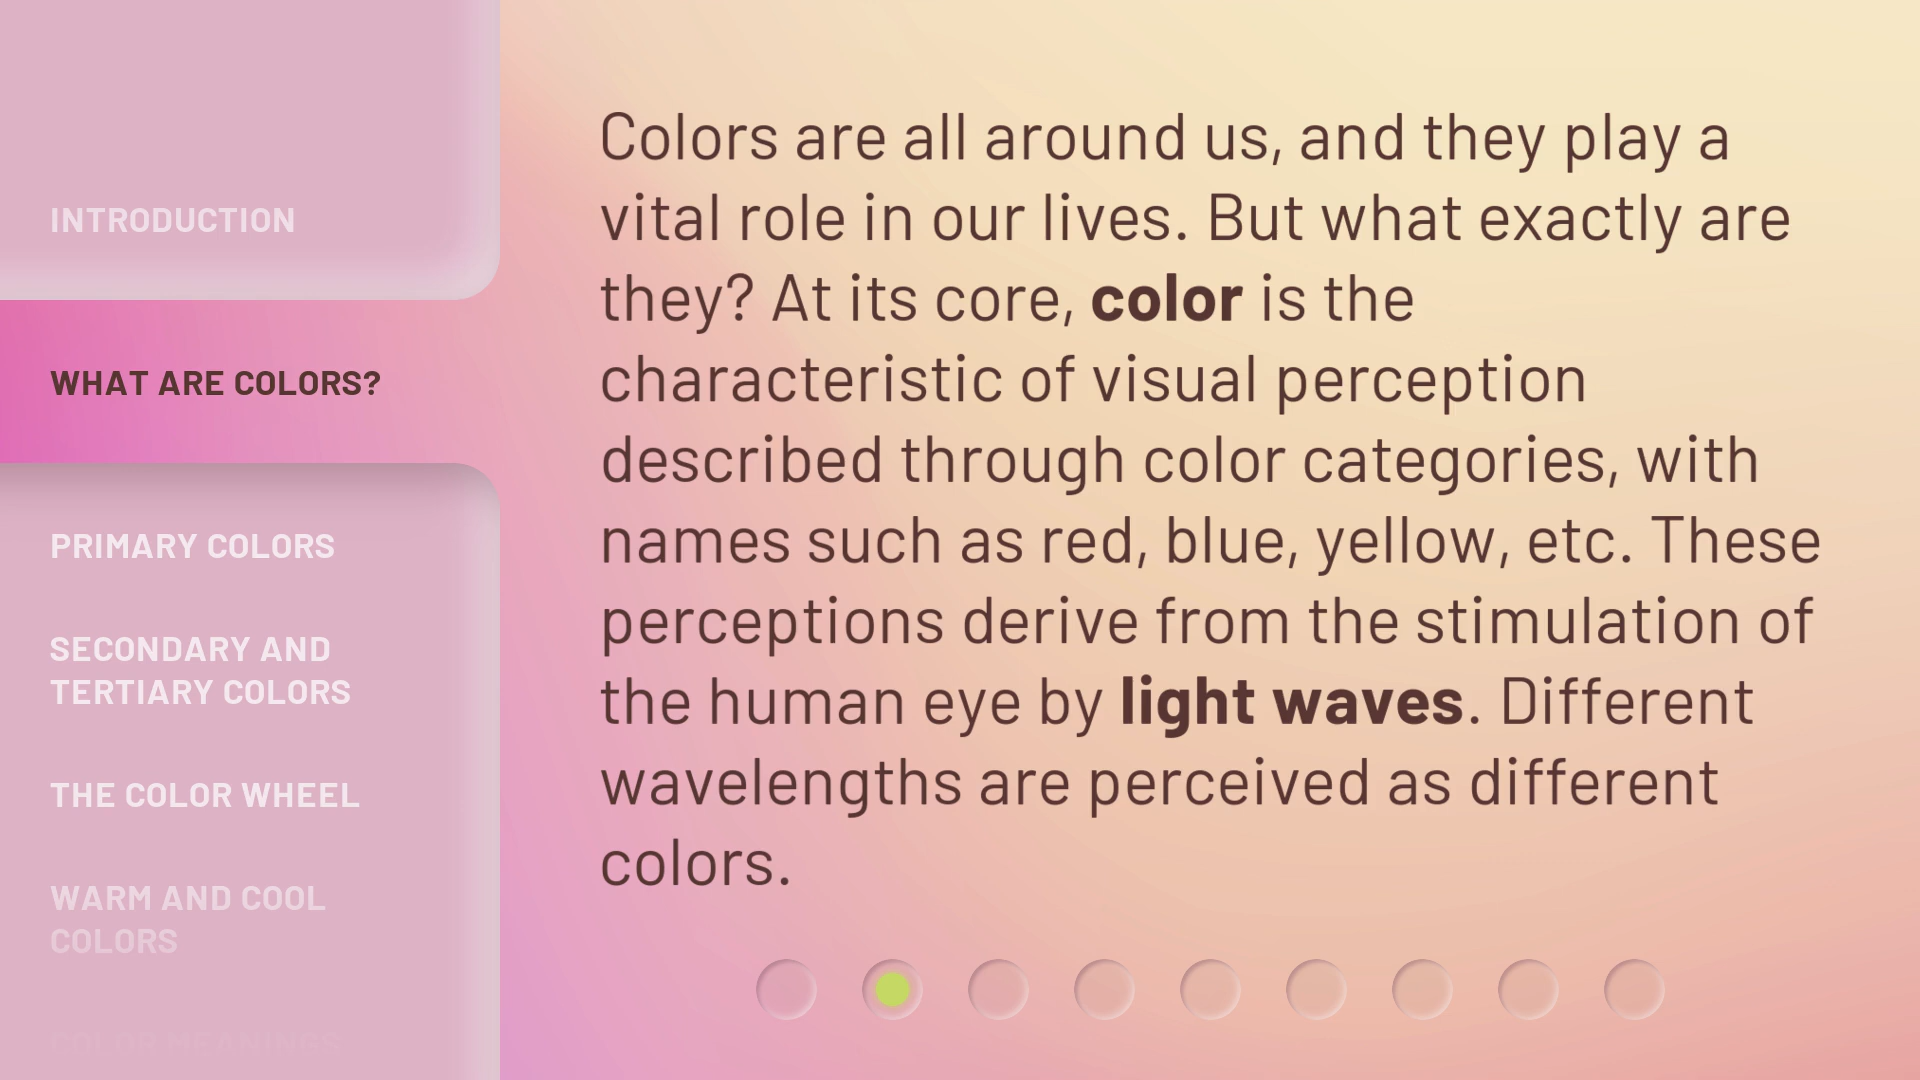 INTRODUCTION
WHAT ARE COLORS?
PRIMARY COLORS
SECONDARY AND
TERTIARY COLORS
THE COLOR WHEEL
WARM AND COOL
COLORS
COLOR MEANINGS
Colors are all around us, and they play a
vital role in our lives. But what exactly are
they? At its core, color is the
characteristic of visual perception
described through color categories, with
names such as red, blue, yellow, etc. These
perceptions derive from the stimulation of
the human eye by light waves. Different
wavelengths are perceived as different
colors.